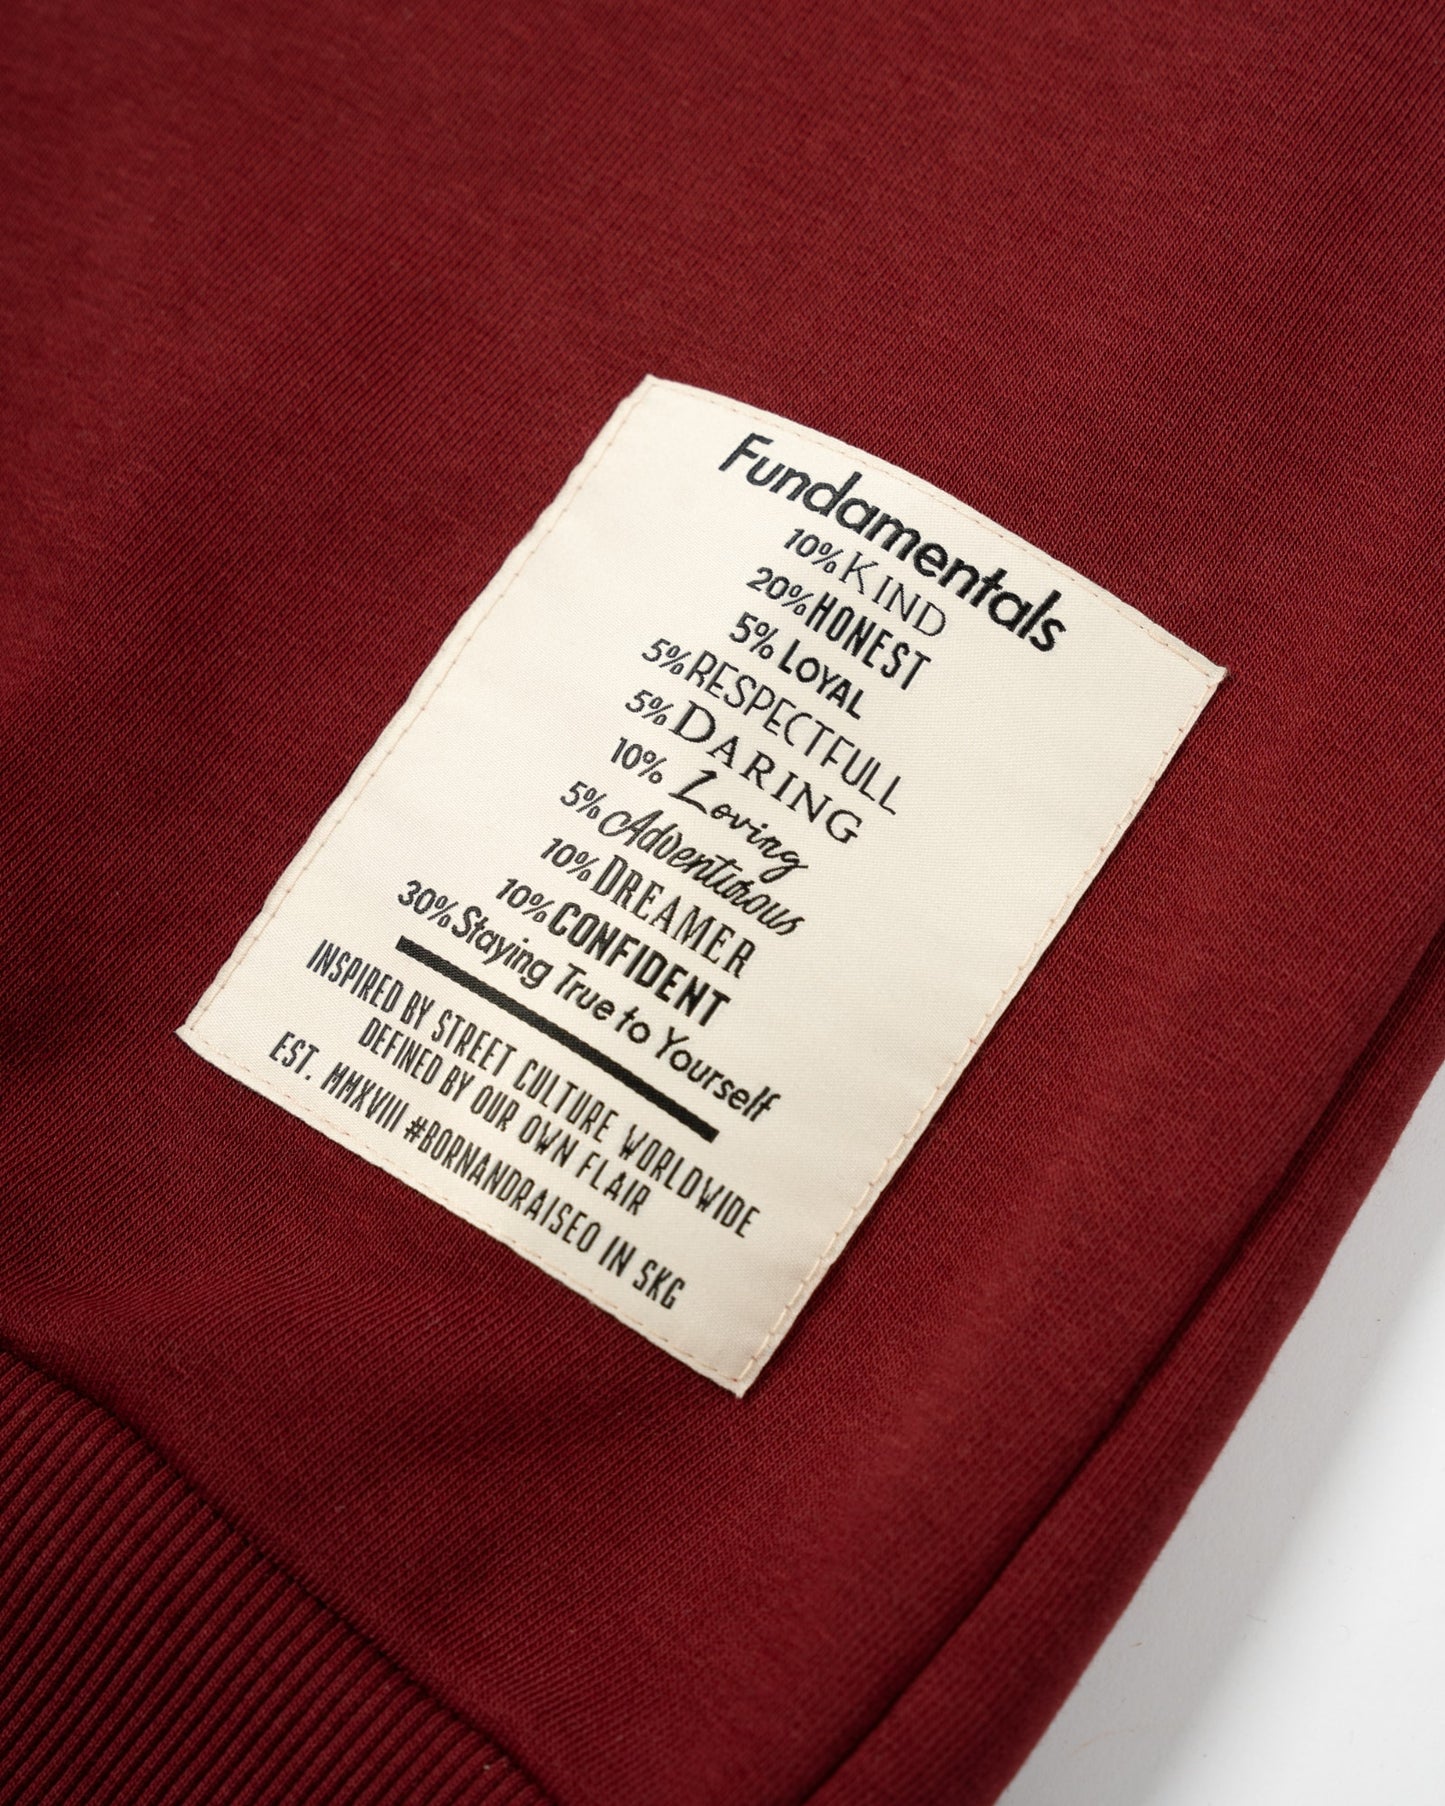 Fundamentals
10% KIND
20% HONEST
5% LOYAL
5% RESPECTFULL
5% DARING
10% Loving
5% Adventurous
10% DREAMER
10% CONFIDENT
30% Staying True to Yourself
INSPIRED BY STREET CULTURE WORLDWIDE
DEFINED BY OUR OWN FLAIR
EST. MMXVIII #BORNANDRAISED IN SKG